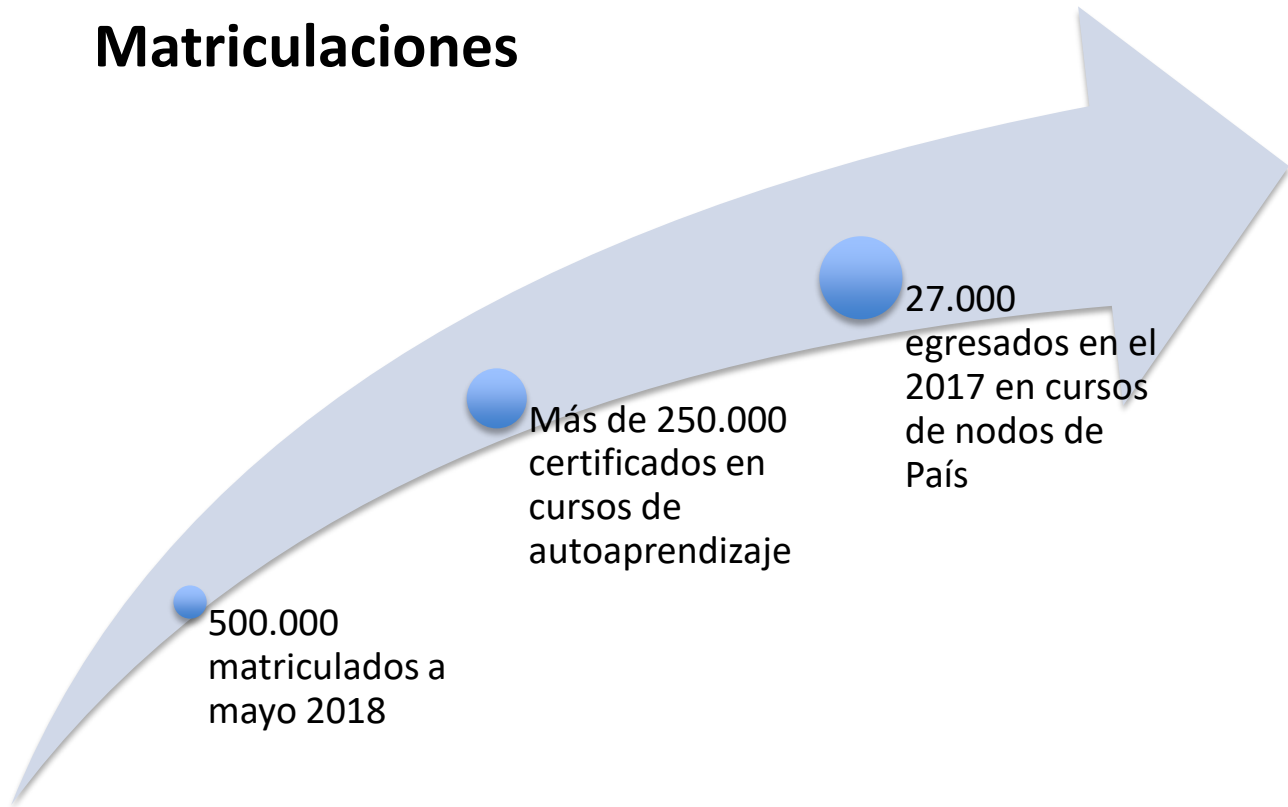 Matriculaciones
27.000
egresados en el
2017 en cursos
de nodos de
País
Más de 250.000
certificados en
cursos de
autoaprendizaje
500.000
matriculados a
mayo 2018